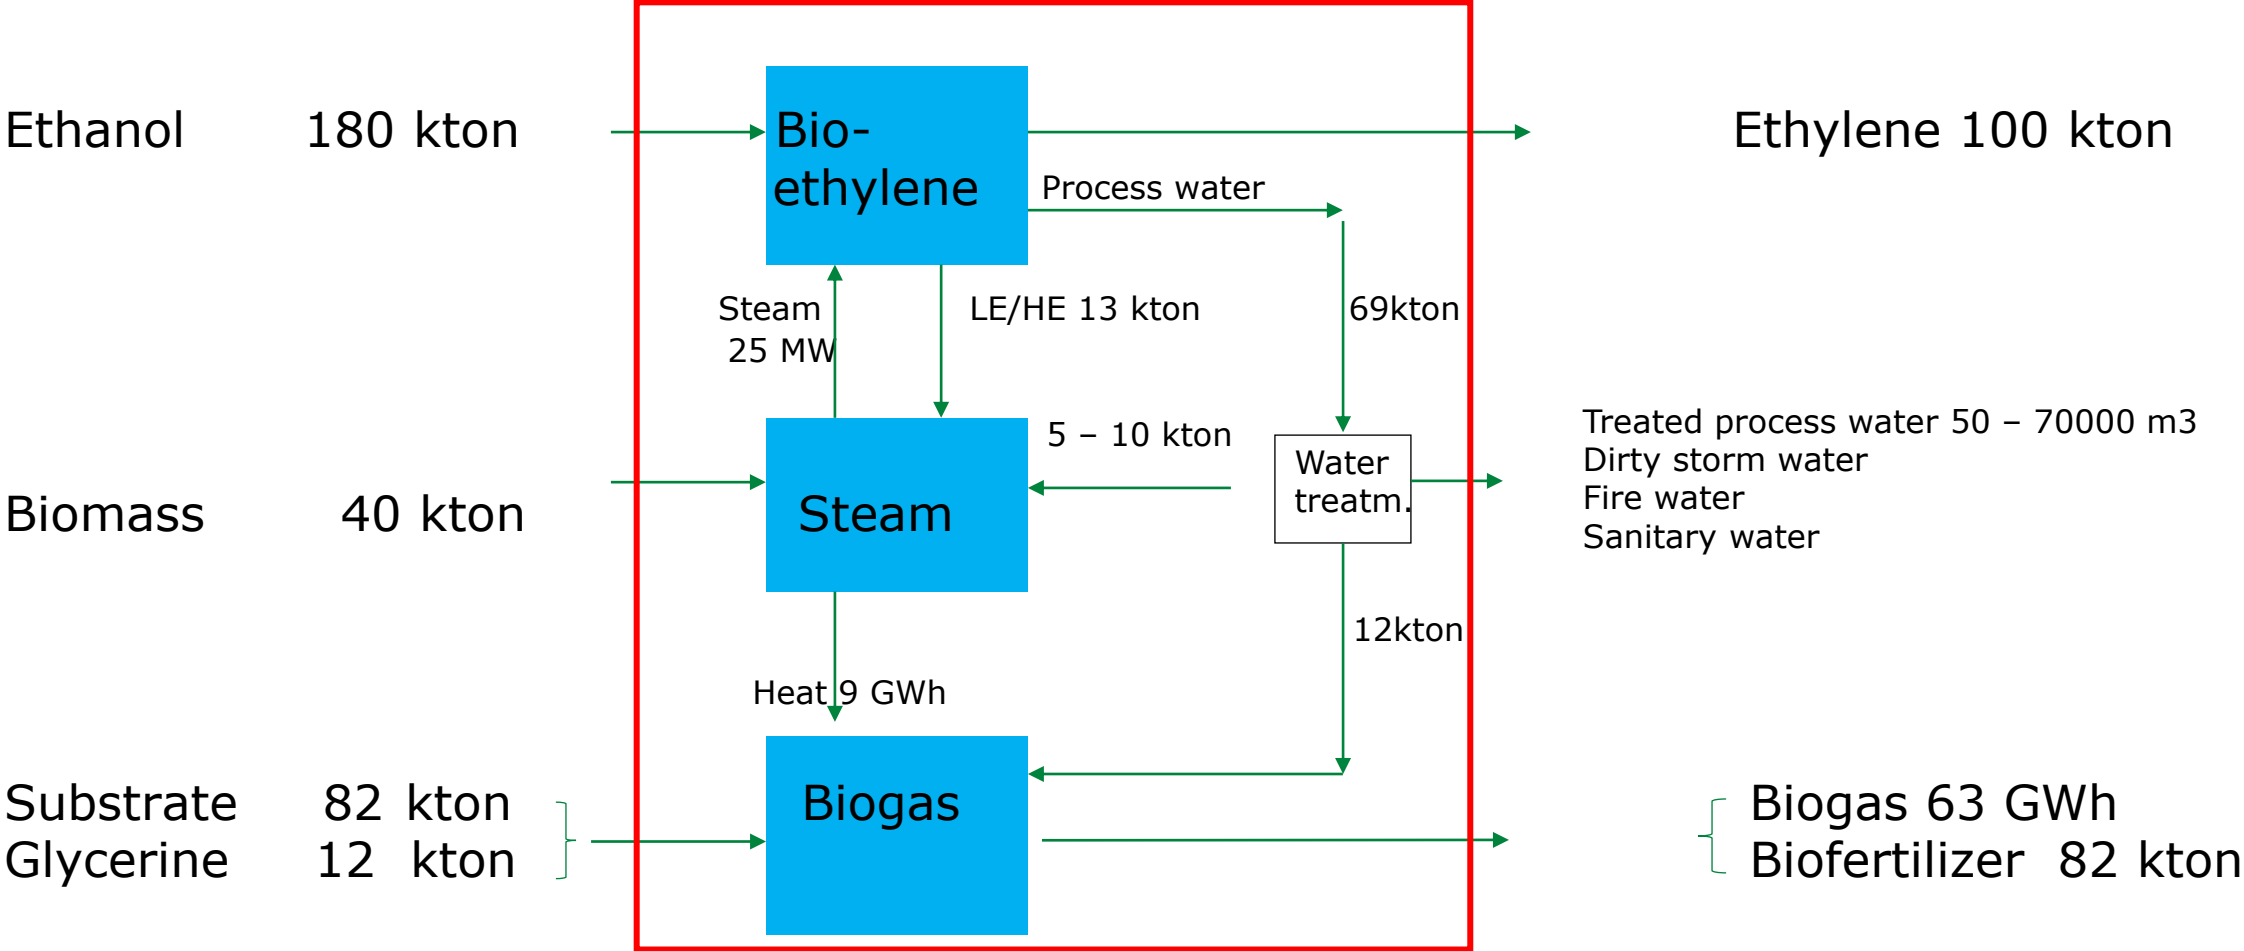 Ethanol 180 kton
Bio-
ethylene
Ethylene 100 kton
Process water
Steam
25 MW
LE/HE 13 kton
69kton
5 – 10 kton
Water
treatm.
Treated process water 50 – 70000 m3
Dirty storm water
Fire water
Sanitary water
Biomass 40 kton
Steam
12kton
Heat 9 GWh
Substrate 82 kton
Glycerine 12 kton
Biogas
Biogas 63 GWh
Biofertilizer 82 kton